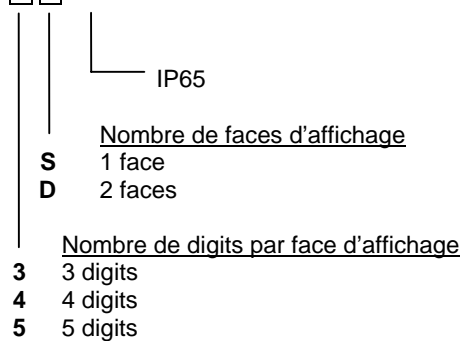 IP65
Nombre de faces d'affichage
S 1 face
D 2 faces
Nombre de digits par face d'affichage
3 3 digits
4 4 digits
5 5 digits